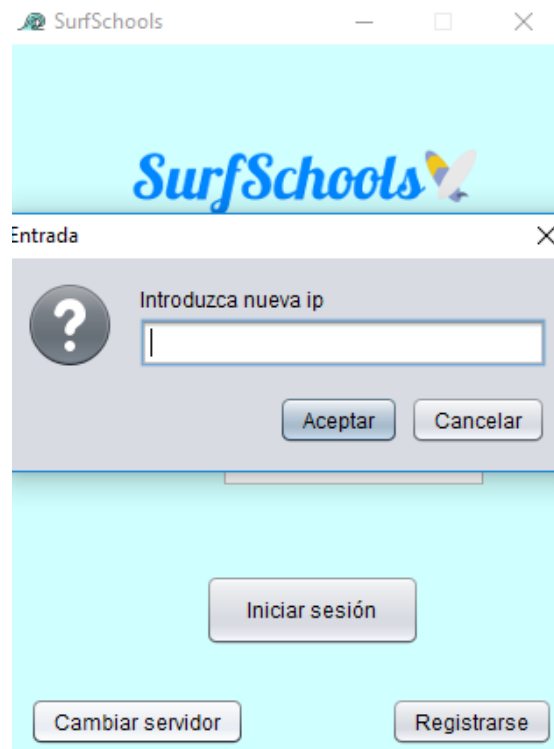 SurfSchools
SurfSchools
Entrada
Introduzca nueva ip
Aceptar Cancelar
Iniciar sesión
Cambiar servidor Registrarse